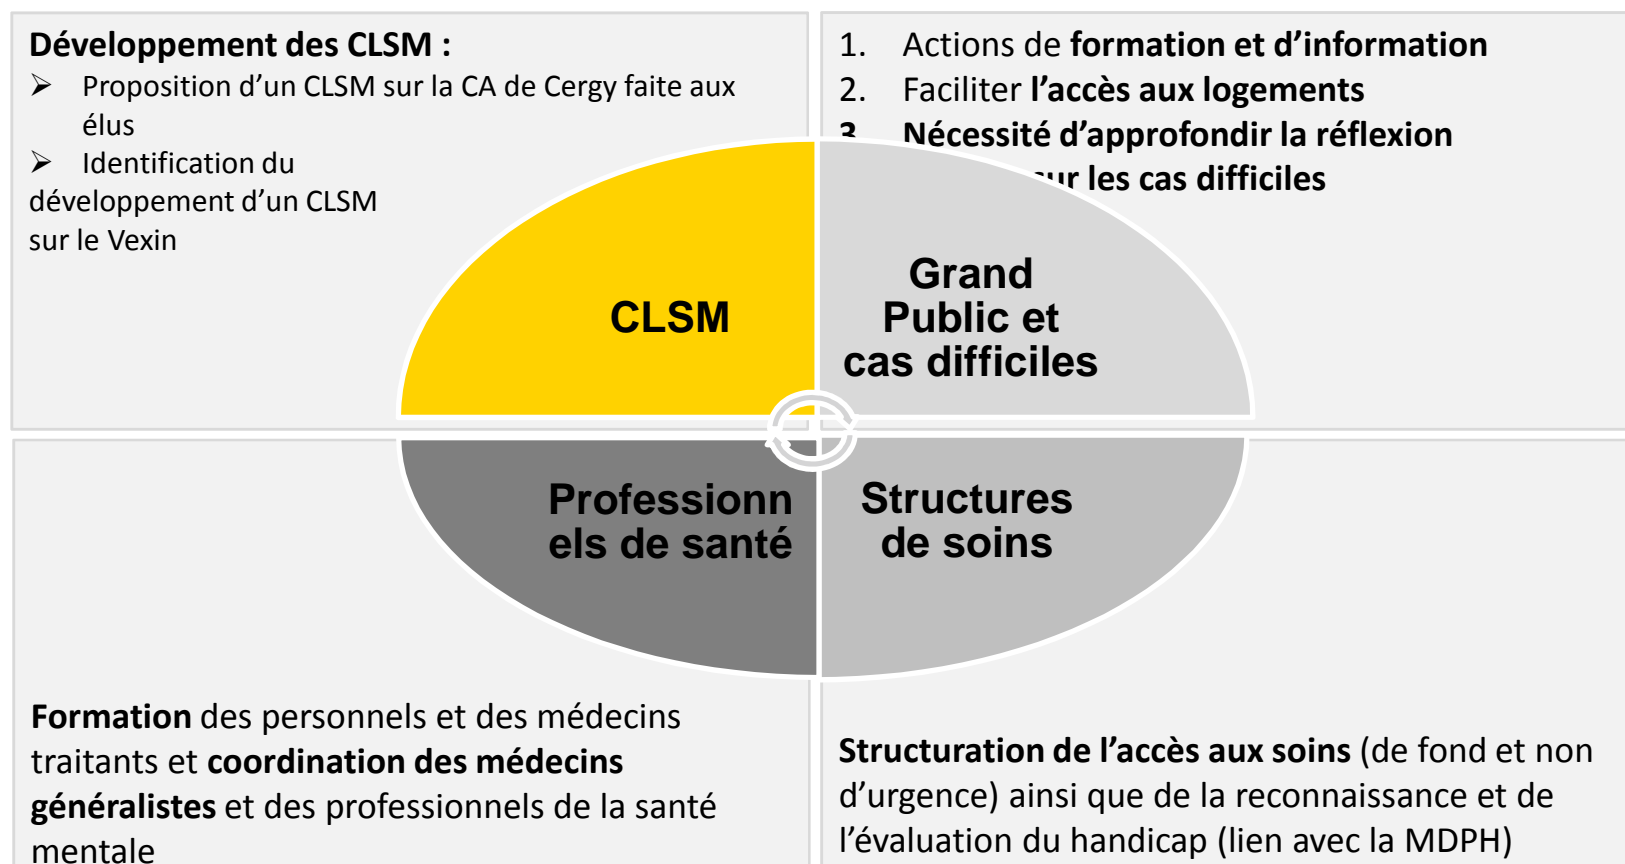 Développement des CLSM :
➢ Proposition d’un CLSM sur la CA de Cergy faite aux
élus
➢ Identification du
développement d’un CLSM
sur le Vexin
1. Actions de formation et d’information
2. Faciliter l’accès aux logements
3. Nécessité d’approfondir la réflexion
sur les cas difficiles
CLSM
Grand
Public et
cas difficiles
Professionn
els de santé
Structures
de soins
Formation des personnels et des médecins
traitants et coordination des médecins
généralistes et des professionnels de la santé
mentale
Structuration de l’accès aux soins (de fond et non
d’urgence) ainsi que de la reconnaissance et de
l’évaluation du handicap (lien avec la MDPH)